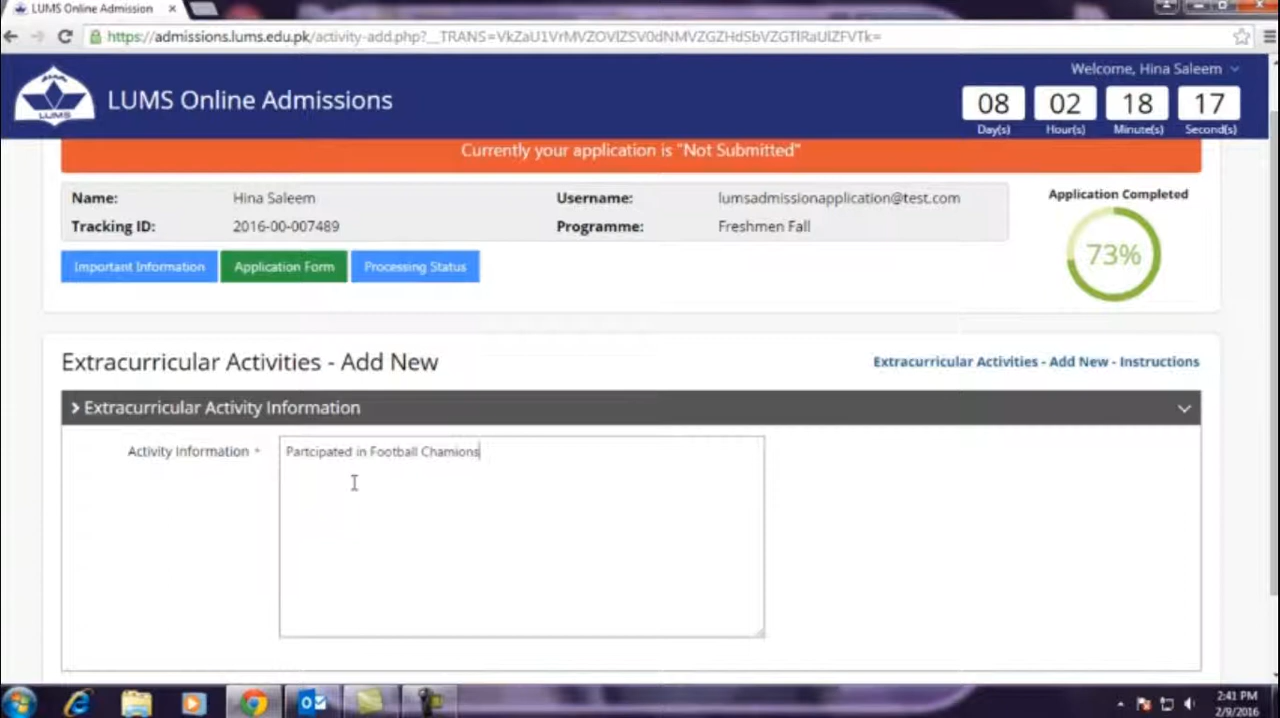 LUMS Online Admission
https://admissions.lums.edu.pk/activity-add.php?__TRANS=
Welcome, Hina Saleem
LUMS
LUMS Online Admissions
08 02 18 17
Day(s) Hour(s) Minute(s) Second(s)
Currently your application is "Not Submitted"
Name: Hina Saleem Username: lumsadmissionapplication@test.com
Application Completed
Tracking ID: 2016-00-007489 Programme: Freshmen Fall
73%
Important Information Application Form Processing Status
Extracurricular Activities - Add New
Extracurricular Activities - Add New - Instructions
Extracurricular Activity Information
Activity Information * Partcipated in Football Chamions
2:41 PM
2/9/2016